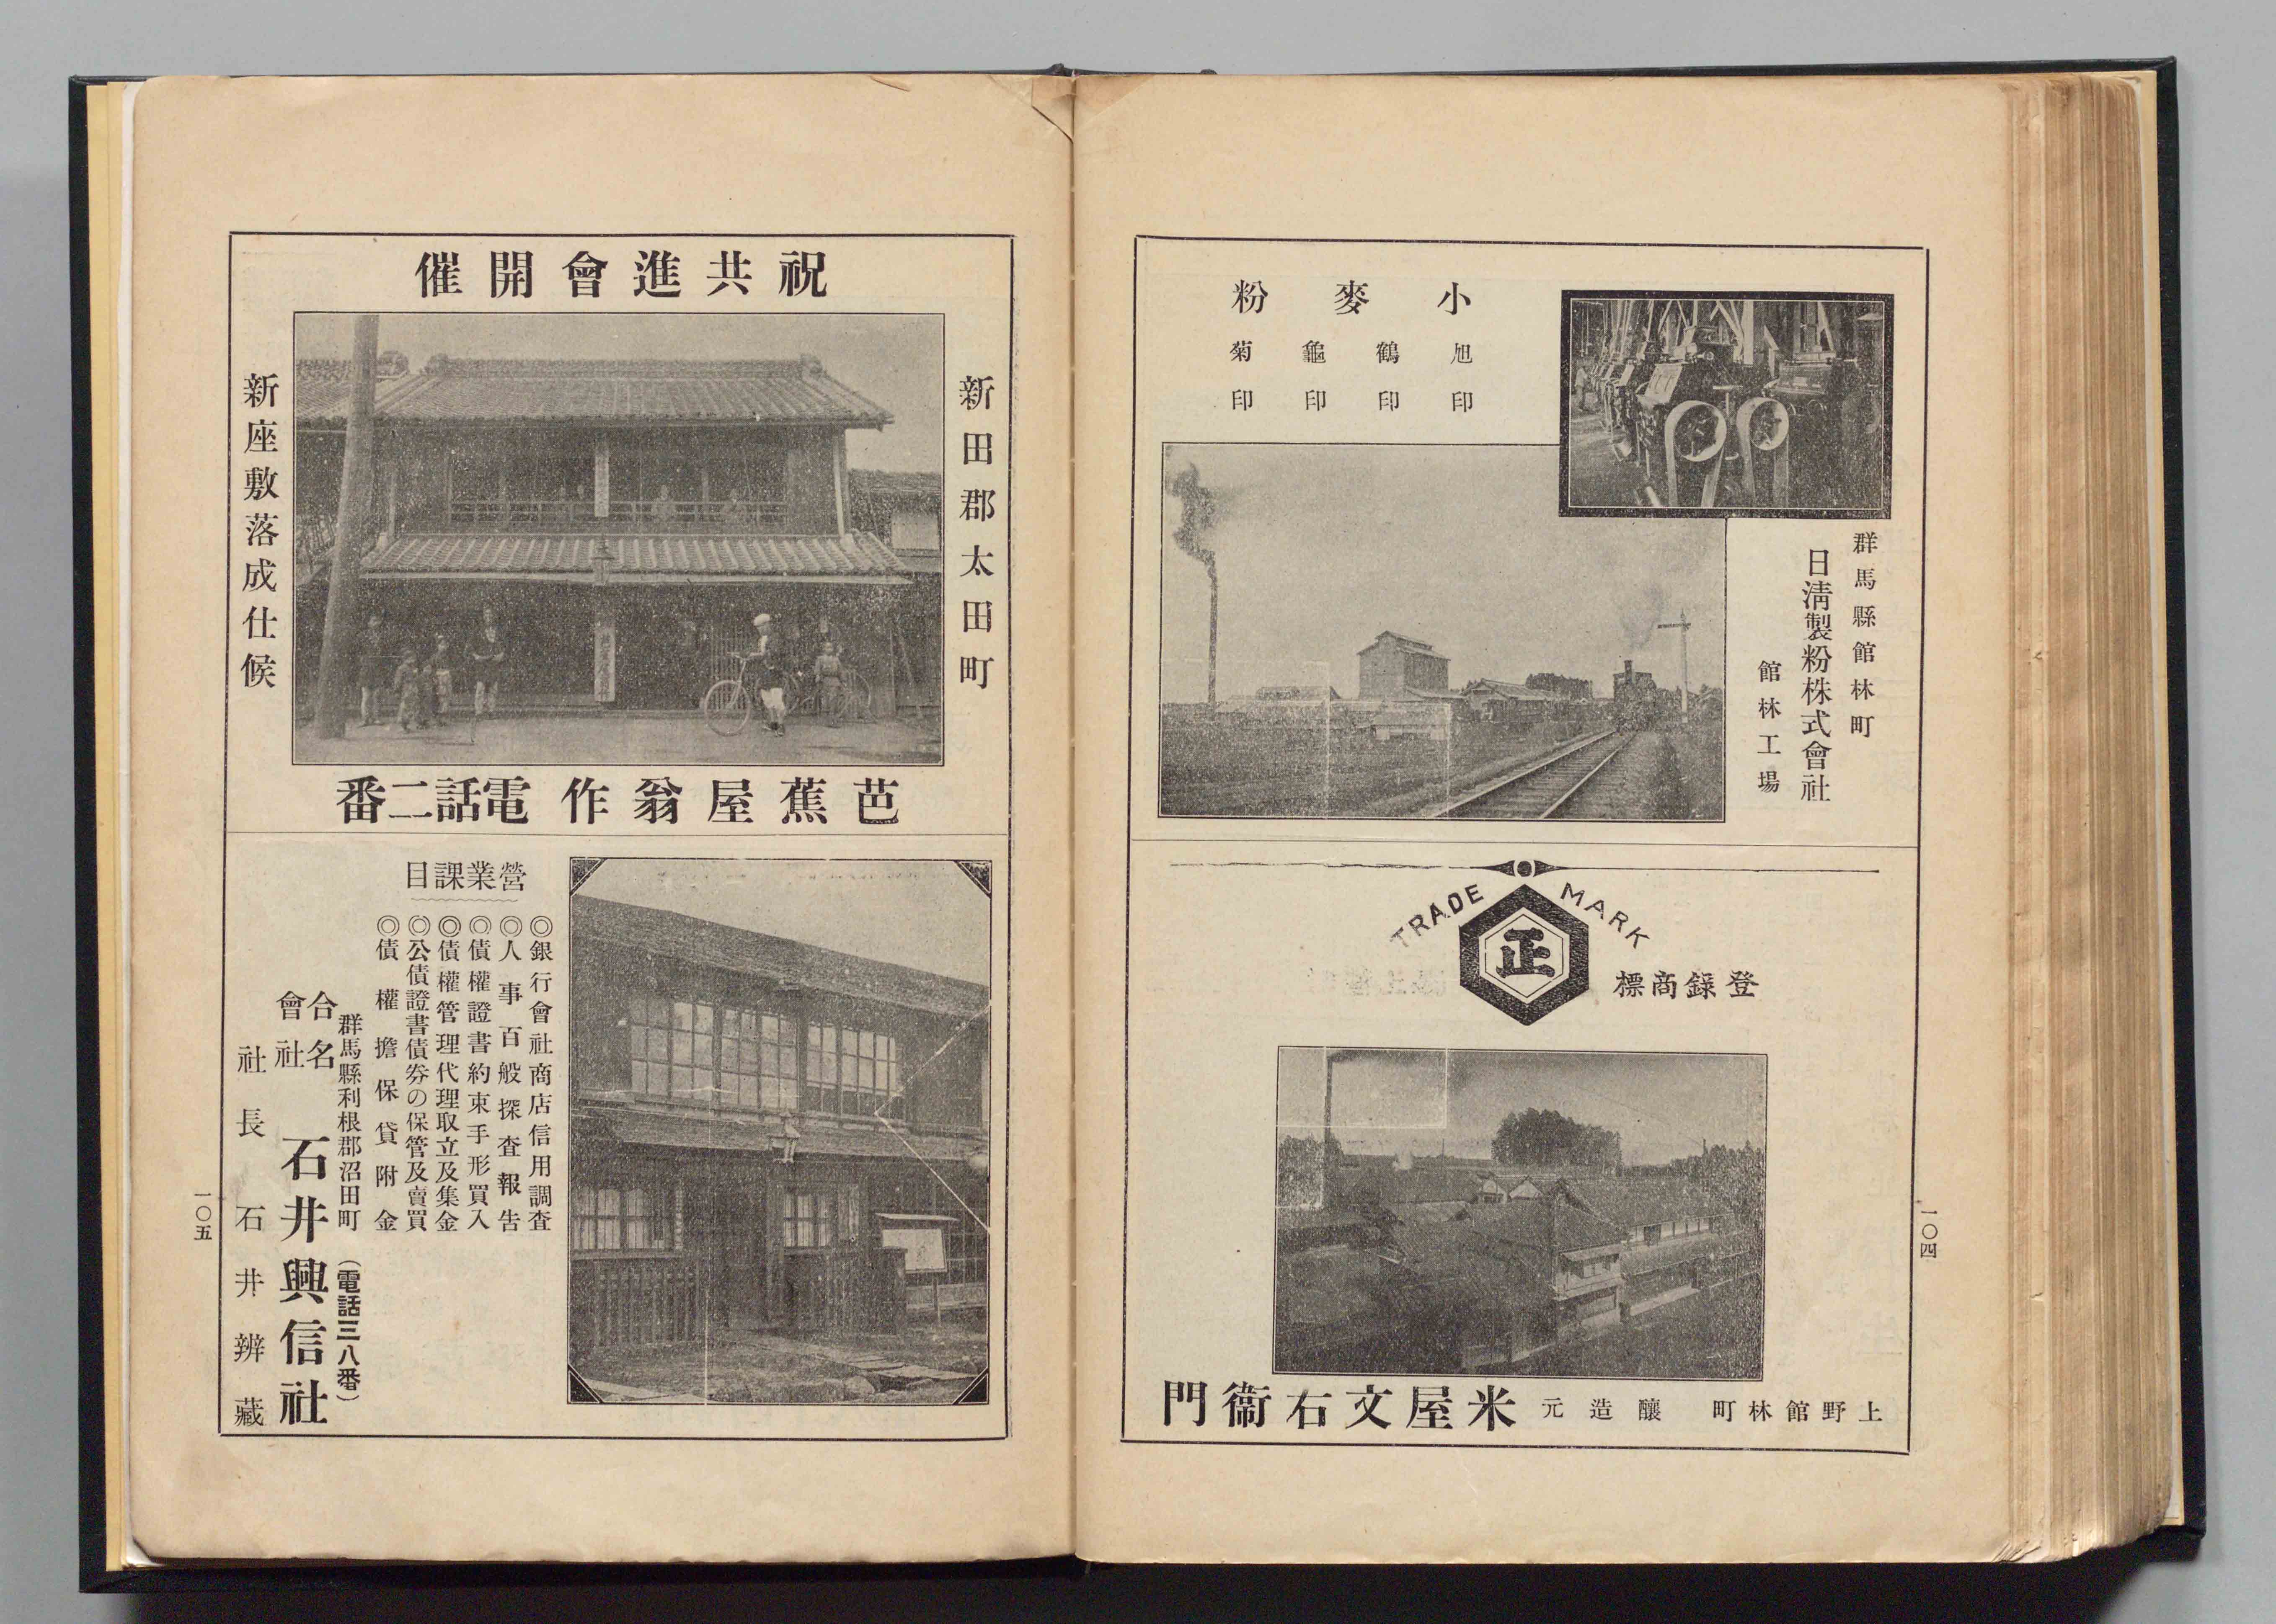 小麥粉
旭印
鶴印
龜印
菊印
群馬縣館林町
日淸製粉株式會社
館林工場
TRADE MARK
正
登錄商標
上野館林町 釀造元 米屋文右衞門
一〇四
祝共進會開催
新田郡太田町
新座敷落成仕候
芭蕉屋翁作 電話二番
營業課目
◎銀行會社商店信用調査
◎人事百般探査報告
◎債權證書約束手形買入
◎債權管理代理取立及集金
◎公債證書債券の保管及賣買
◎債權擔保貸附金
群馬縣利根郡沼田町(電話三八番)
合名會社 石井興信社
社長 石井辨藏
一〇五